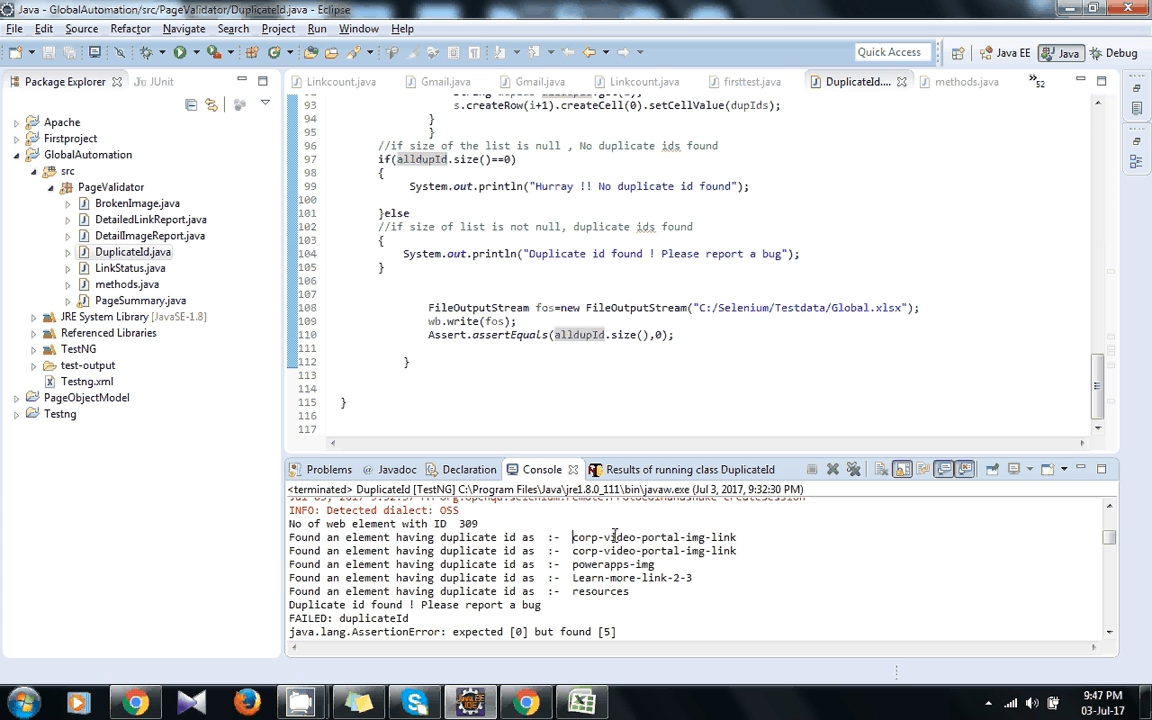 Java - GlobalAutomation/src/PageValidator/DuplicateId.java - Eclipse
File Edit Source Refactor Navigate Search Project Run Window Help
Quick Access Java EE Java Debug
Package Explorer JUnit
Apache
Firstproject
GlobalAutomation
src
PageValidator
BrokenImage.java
DetailedLinkReport.java
DetailImageReport.java
DuplicateId.java
LinkStatus.java
methods.java
PageSummary.java
JRE System Library [JavaSE-1.8]
Referenced Libraries
TestNG
test-output
Testng.xml
PageObjectModel
Testng
Linkcount.java Gmail.java Gmail.java Linkcount.java firsttest.java DuplicateId.... methods.java 52
93 s.createRow(i+1).createCell(0).setCellValue(dupIds);
94 }
95 }
96 //if size of the list is null , No duplicate ids found
97 if(alldupId.size()==0)
98 {
99 System.out.println("Hurray !! No duplicate id found");
100
101 }else
102 //if size of list is not null, duplicate ids found
103 {
104 System.out.println("Duplicate id found ! Please report a bug");
105 }
106
107
108 FileOutputStream fos=new FileOutputStream("C:/Selenium/Testdata/Global.xlsx");
109 wb.write(fos);
110 Assert.assertEquals(alldupId.size(),0);
111
112 }
113
114
115 }
116
117
Problems Javadoc Declaration Console Results of running class DuplicateId
<terminated> DuplicateId [TestNG] C:\Program Files\Java\jre1.8.0_111\bin\javaw.exe (Jul 3, 2017, 9:32:30 PM)
INFO: Detected dialect: OSS
No of web element with ID 309
Found an element having duplicate id as :- corp-video-portal-img-link
Found an element having duplicate id as :- corp-video-portal-img-link
Found an element having duplicate id as :- powerapps-img
Found an element having duplicate id as :- Learn-more-link-2-3
Found an element having duplicate id as :- resources
Duplicate id found ! Please report a bug
FAILED: duplicateId
java.lang.AssertionError: expected [0] but found [5]
9:47 PM
03-Jul-17